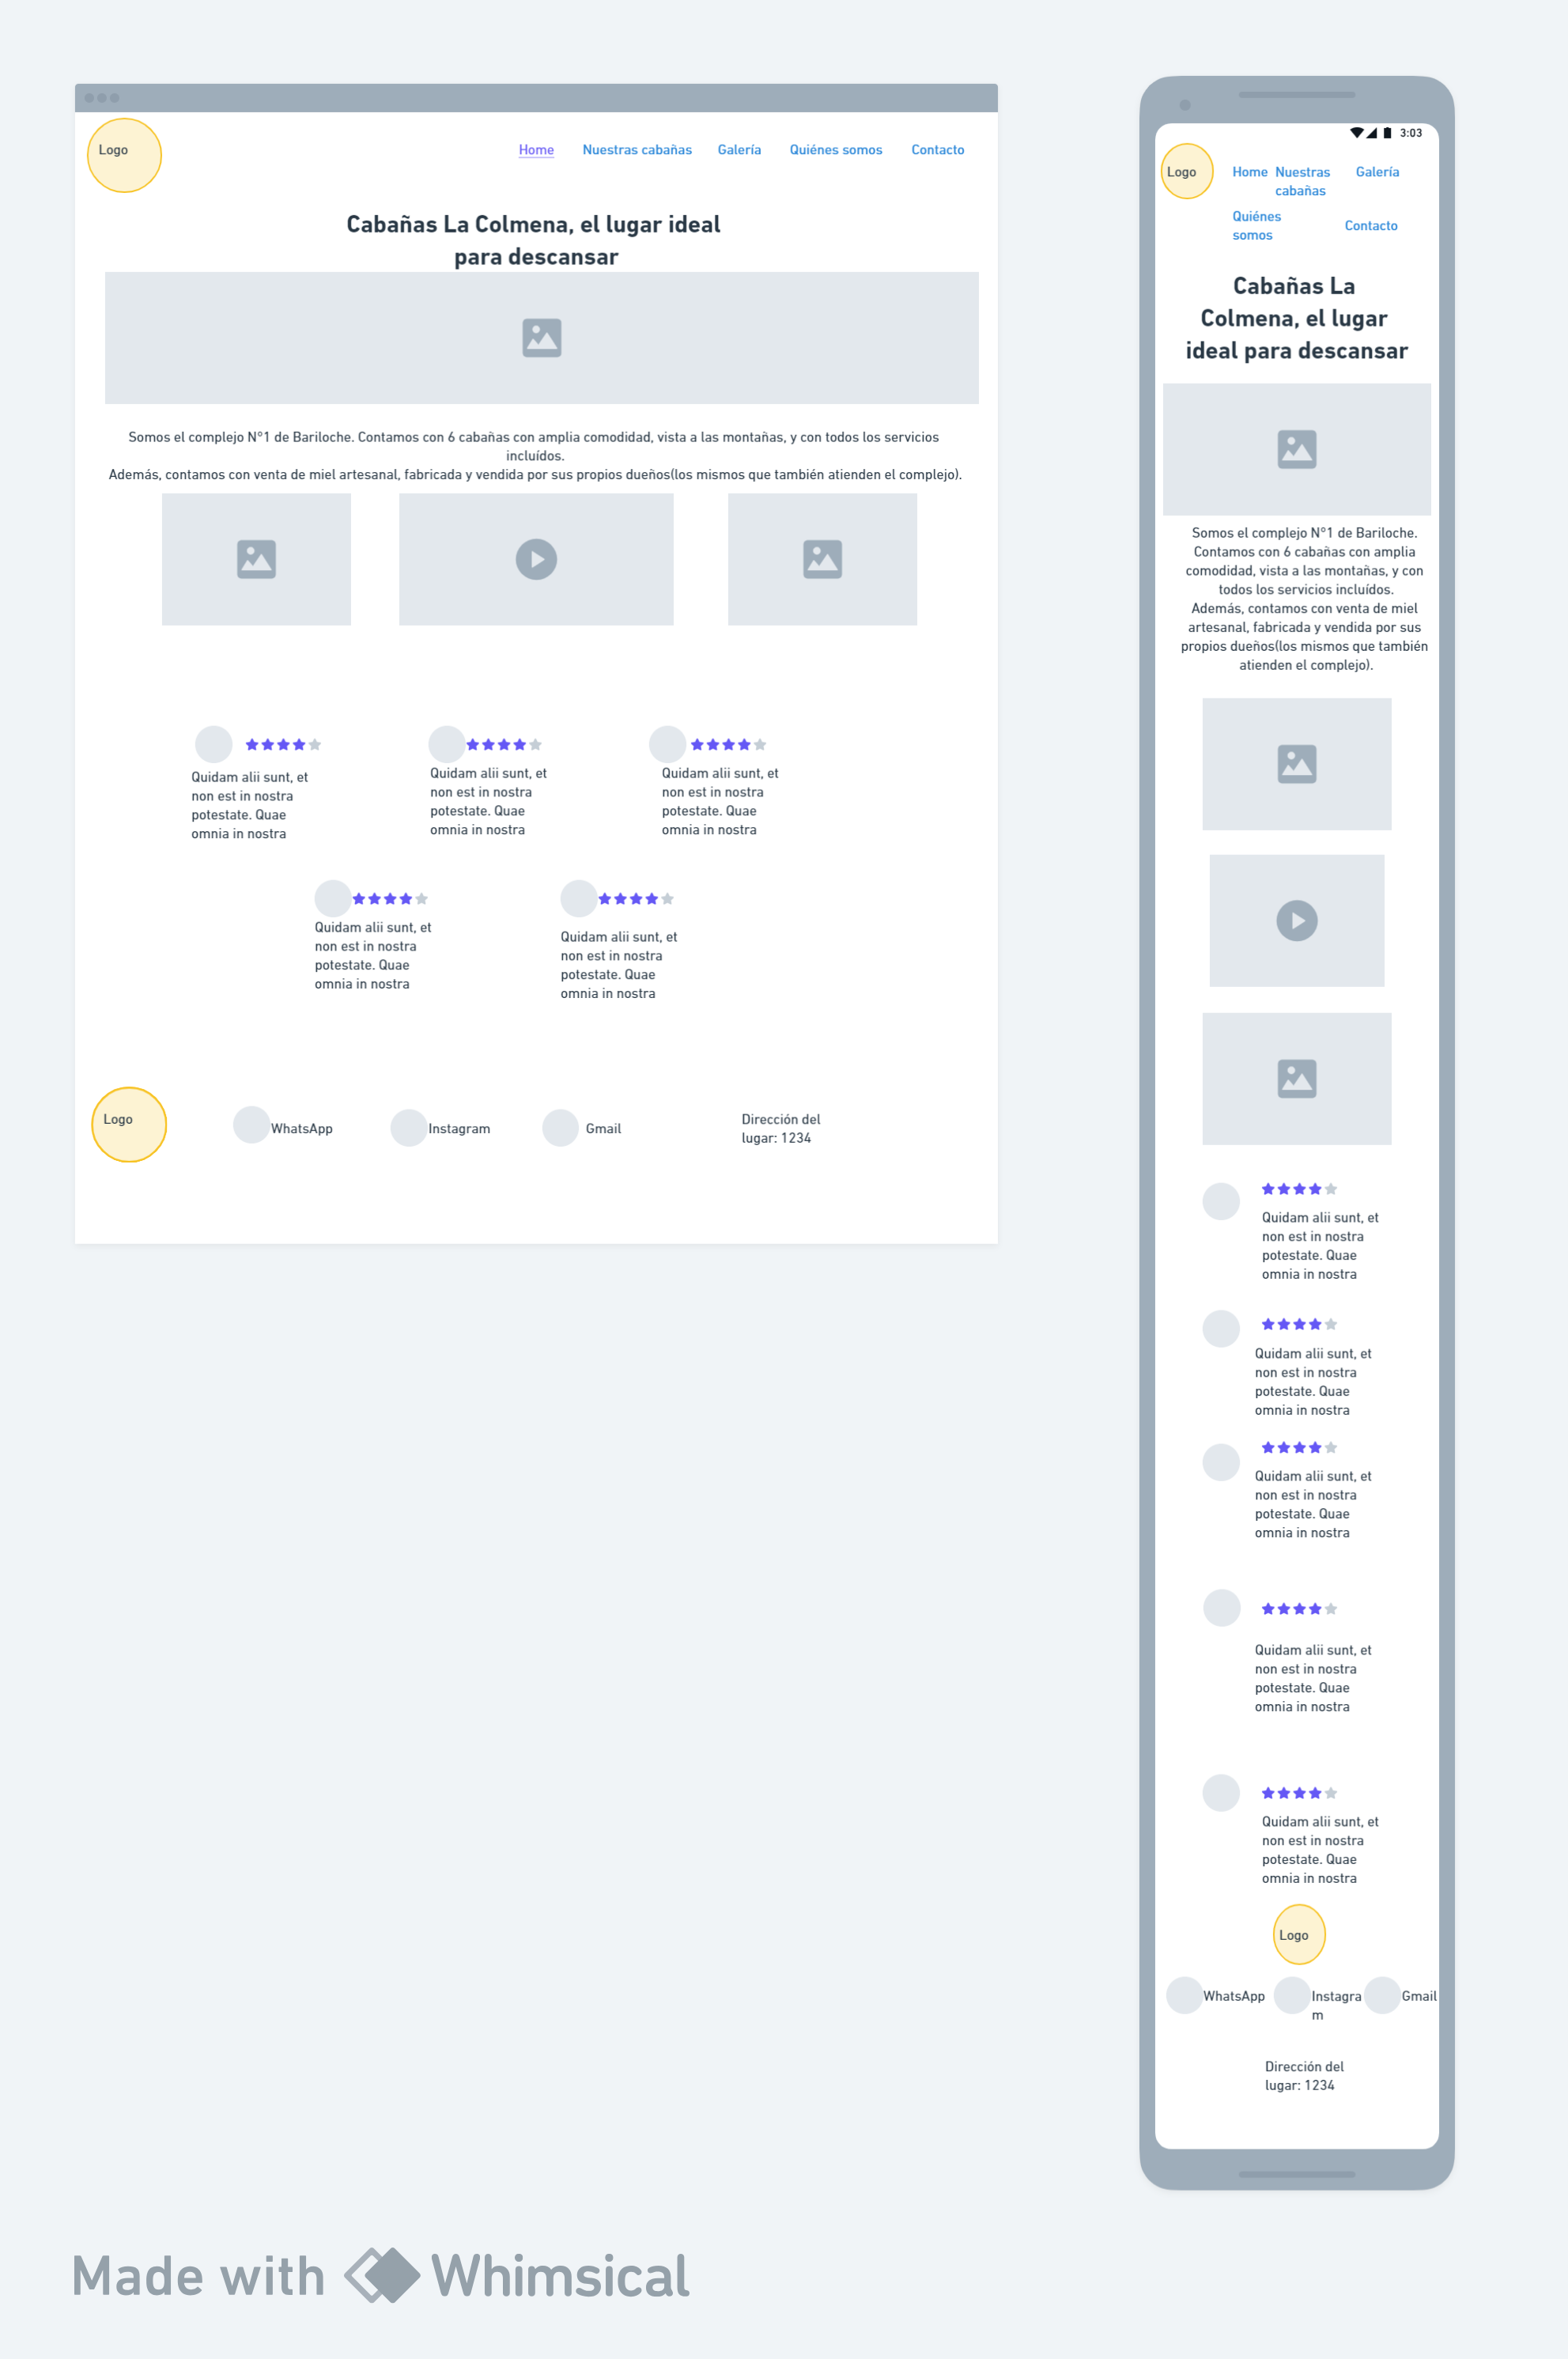 Logo
Home Nuestras cabañas Galería Quiénes somos Contacto
Cabañas La Colmena, el lugar ideal
para descansar
Somos el complejo N°1 de Bariloche. Contamos con 6 cabañas con amplia comodidad, vista a las montañas, y con todos los servicios
incluídos.
Además, contamos con venta de miel artesanal, fabricada y vendida por sus propios dueños(los mismos que también atienden el complejo).
Quidam alii sunt, et
non est in nostra
potestate. Quae
omnia in nostra
Quidam alii sunt, et
non est in nostra
potestate. Quae
omnia in nostra
Quidam alii sunt, et
non est in nostra
potestate. Quae
omnia in nostra
Quidam alii sunt, et
non est in nostra
potestate. Quae
omnia in nostra
Quidam alii sunt, et
non est in nostra
potestate. Quae
omnia in nostra
Logo
WhatsApp
Instagram
Gmail
Dirección del
lugar: 1234
3:03
Logo
Home
Nuestras
cabañas
Galería
Quiénes
somos
Contacto
Cabañas La
Colmena, el lugar
ideal para descansar
Somos el complejo N°1 de Bariloche.
Contamos con 6 cabañas con amplia
comodidad, vista a las montañas, y con
todos los servicios incluídos.
Además, contamos con venta de miel
artesanal, fabricada y vendida por sus
propios dueños(los mismos que también
atienden el complejo).
Quidam alii sunt, et
non est in nostra
potestate. Quae
omnia in nostra
Quidam alii sunt, et
non est in nostra
potestate. Quae
omnia in nostra
Quidam alii sunt, et
non est in nostra
potestate. Quae
omnia in nostra
Quidam alii sunt, et
non est in nostra
potestate. Quae
omnia in nostra
Quidam alii sunt, et
non est in nostra
potestate. Quae
omnia in nostra
Logo
WhatsApp
Instagra
m
Gmail
Dirección del
lugar: 1234
Made with Whimsical